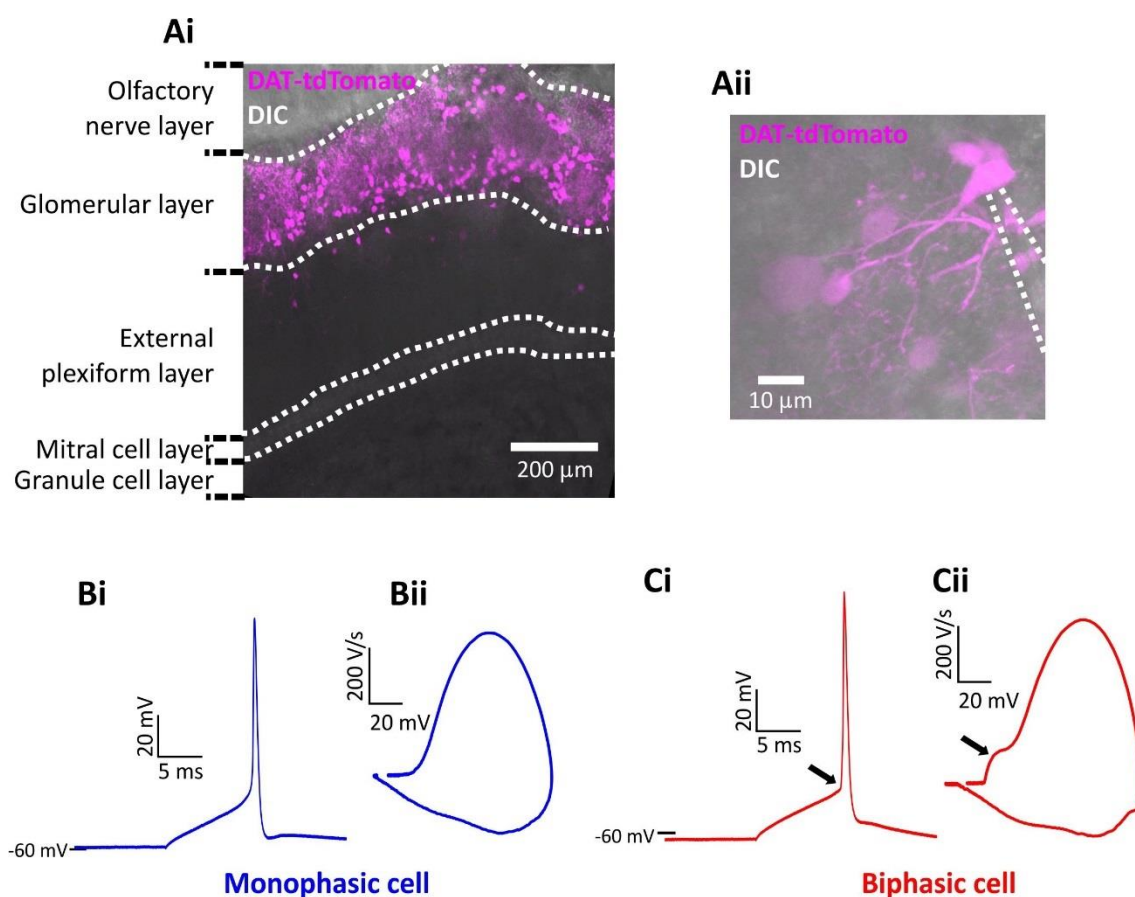 Ai
Olfactory
nerve layer
Glomerular layer
External
plexiform layer
Mitral cell layer
Granule cell layer
DAT-tdTomato
DIC
200 µm
Aii
DAT-tdTomato
DIC
10 µm
Bi
20 mV
5 ms
-60 mV
Bii
200 V/s
20 mV
Monophasic cell
Ci
20 mV
5 ms
-60 mV
Cii
200 V/s
20 mV
Biphasic cell